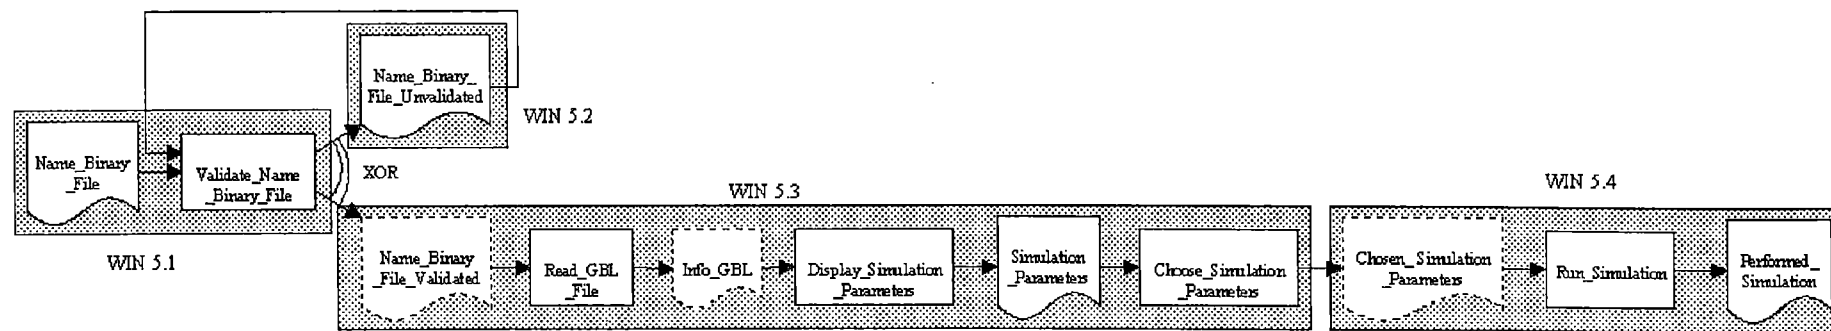 Name_Binary_
File_Unvalidated
WIN 5.2
Name_Binary
_File
Validate_Name
_Binary_File
XOR
WIN 5.1
WIN 5.3
WIN 5.4
Name_Binary
_File_Validated
Read_GBL
_File
Info_GBL
Display_Simulation
_Parameters
Simulation
_Parameters
Choose_Simulation
_Parameters
Chosen_Simulation
_Parameters
Run_Simulation
Performed_
Simulation